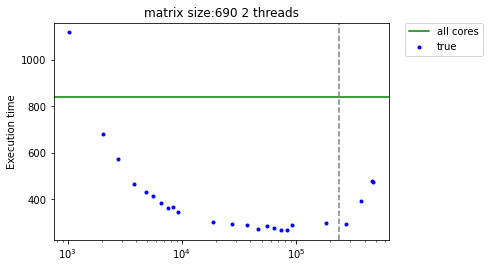 matrix size:690 2 threads
all cores
true
Execution time
1000
800
600
400
10³
10⁴
10⁵